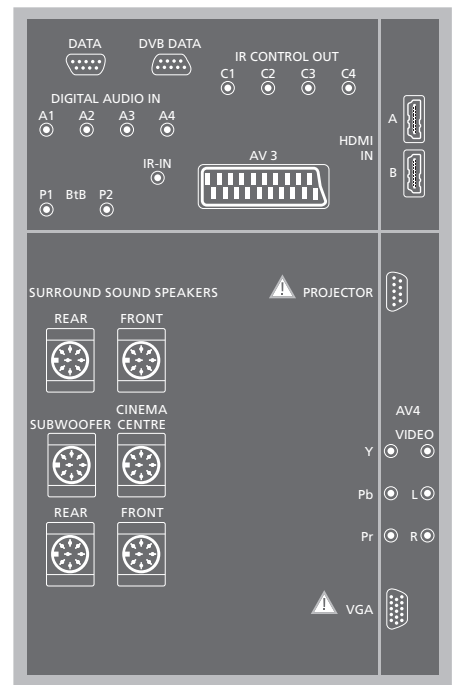 DATA DVB DATA
IR CONTROL OUT
C1 C2 C3 C4
DIGITAL AUDIO IN
A1 A2 A3 A4
A
HDMI
IN
IR-IN
AV 3
B
P1 BtB P2
SURROUND SOUND SPEAKERS
! PROJECTOR
REAR FRONT
AV4
CINEMA
SUBWOOFER CENTRE
VIDEO
Y
Pb L
REAR FRONT
Pr R
! VGA